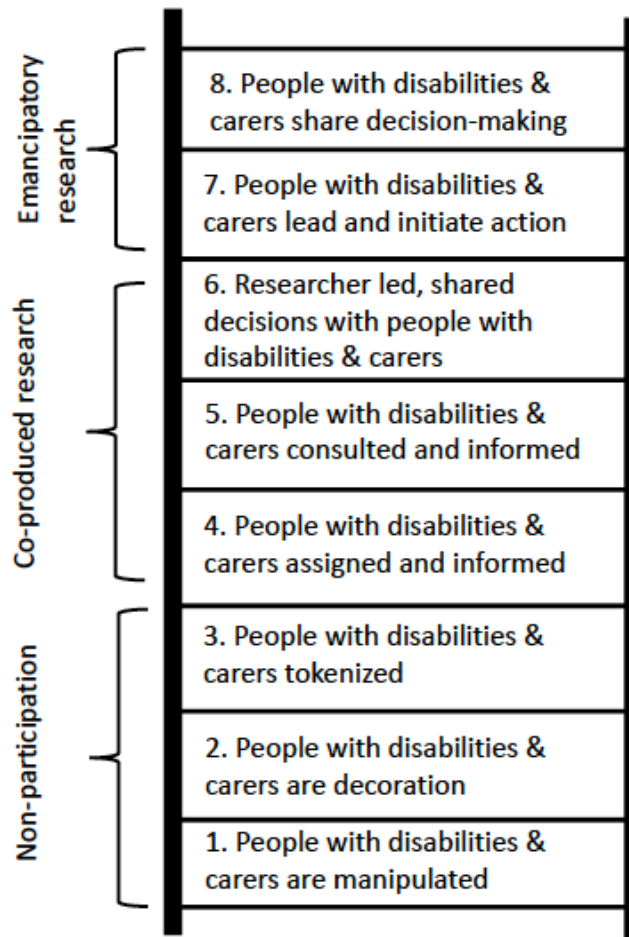 Emancipatory
research
8. People with disabilities &
carers share decision-making
7. People with disabilities &
carers lead and initiate action
Co-produced research
6. Researcher led, shared
decisions with people with
disabilities & carers
5. People with disabilities &
carers consulted and informed
4. People with disabilities &
carers assigned and informed
Non-participation
3. People with disabilities &
carers tokenized
2. People with disabilities &
carers are decoration
1. People with disabilities &
carers are manipulated